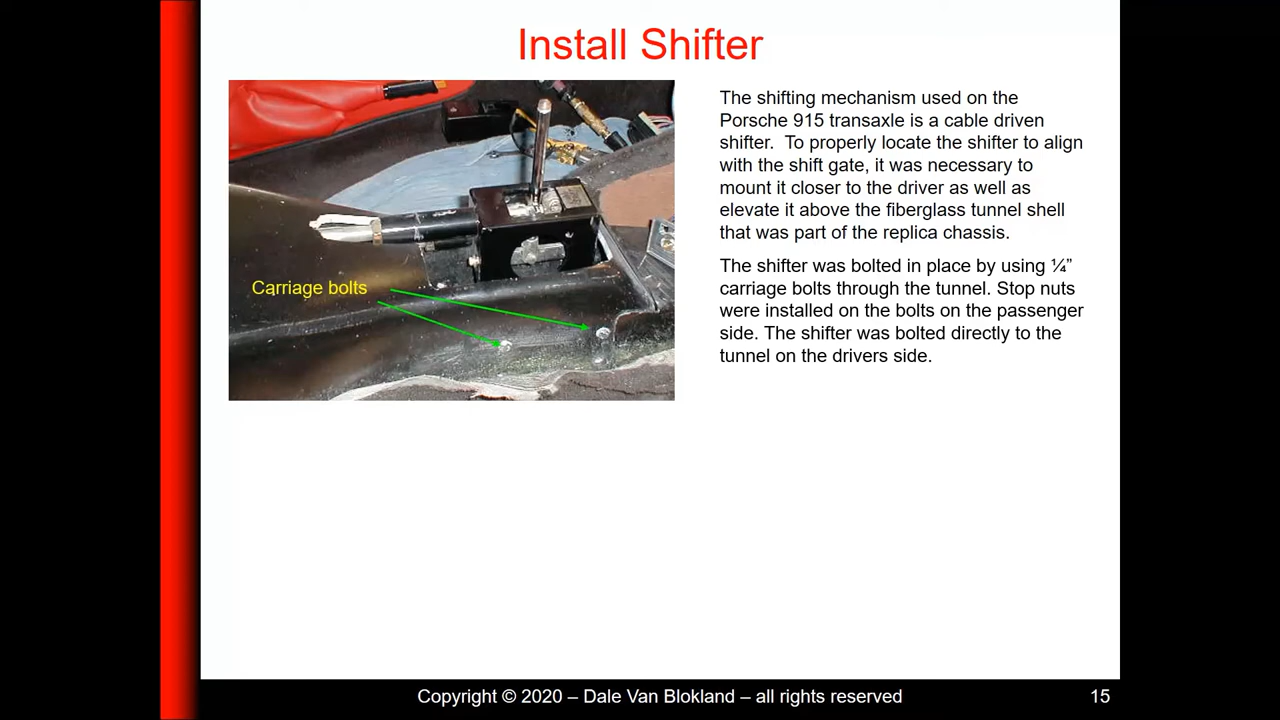 Install Shifter
The shifting mechanism used on the
Porsche 915 transaxle is a cable driven
shifter.  To properly locate the shifter to align
with the shift gate, it was necessary to
mount it closer to the driver as well as
elevate it above the fiberglass tunnel shell
that was part of the replica chassis.
The shifter was bolted in place by using ¼”
carriage bolts through the tunnel. Stop nuts
were installed on the bolts on the passenger
side. The shifter was bolted directly to the
tunnel on the drivers side.
Carriage bolts
Copyright © 2020 – Dale Van Blokland – all rights reserved
15